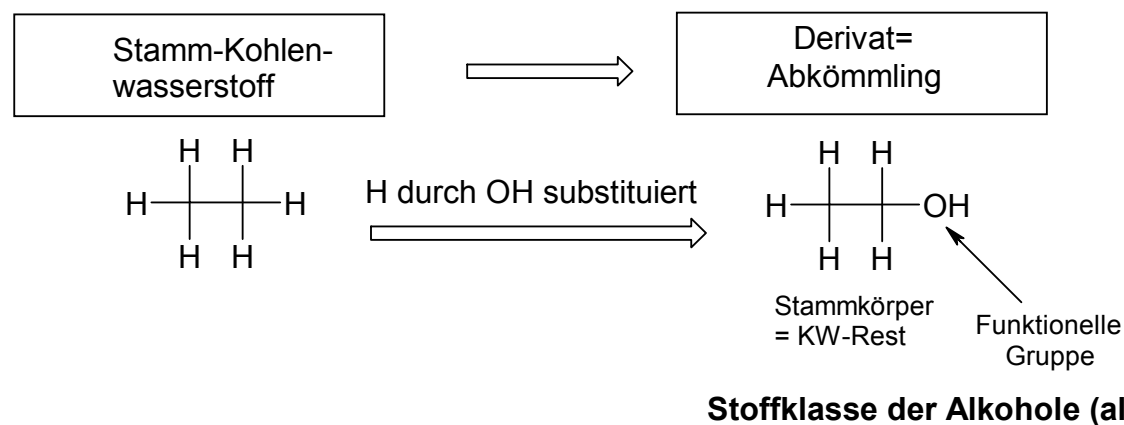 Stamm-Kohlen-
wasserstoff
Derivat=
Abkömmling
H H
H H
H durch OH substituiert
H H
H H
H OH
H H
Stammkörper
= KW-Rest
Funktionelle
Gruppe
Stoffklasse der Alkohole (al